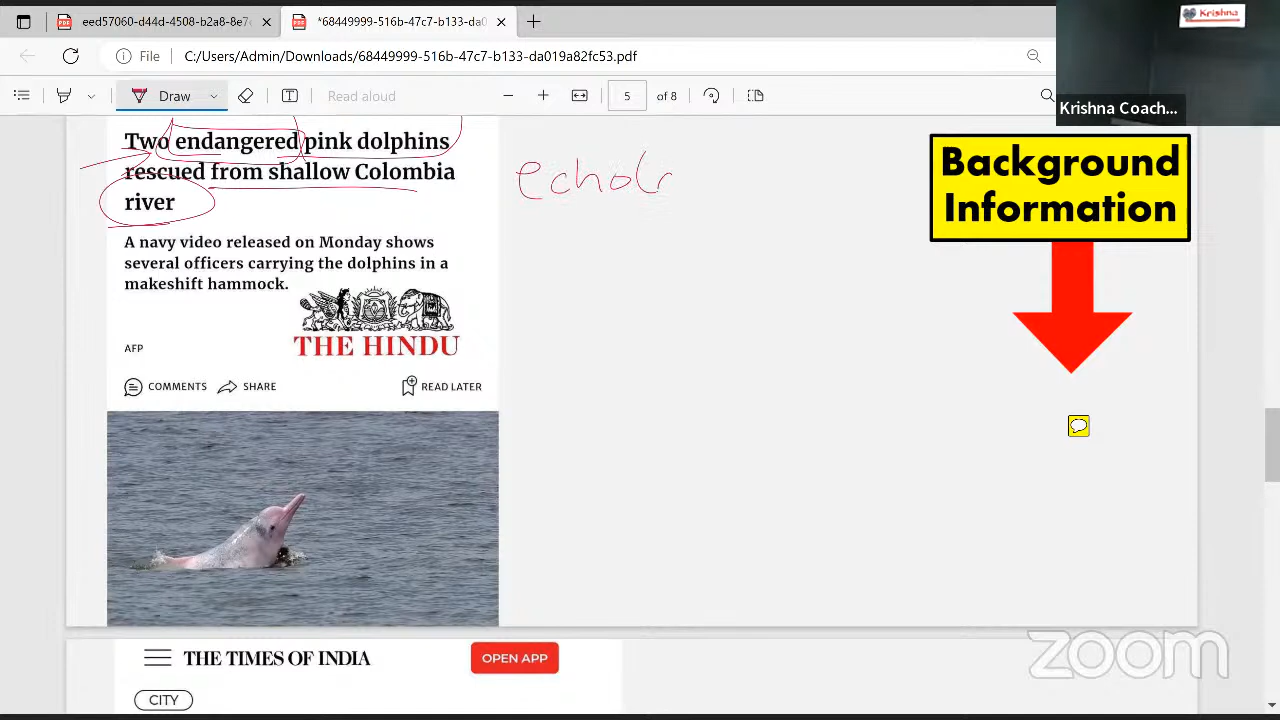 eed57060-d44d-4508-b2a8-8e7c
*68449999-516b-47c7-b133-da0
Krishna
File
C:/Users/Admin/Downloads/68449999-516b-47c7-b133-da019a82fc53.pdf
Draw
Read aloud
5
of 8
Krishna Coach...
Two endangered pink dolphins
rescued from shallow Colombia
river
echolo
Background
Information
A navy video released on Monday shows
several officers carrying the dolphins in a
makeshift hammock.
THE HINDU
AFP
COMMENTS
SHARE
READ LATER
zoom
THE TIMES OF INDIA
OPEN APP
CITY